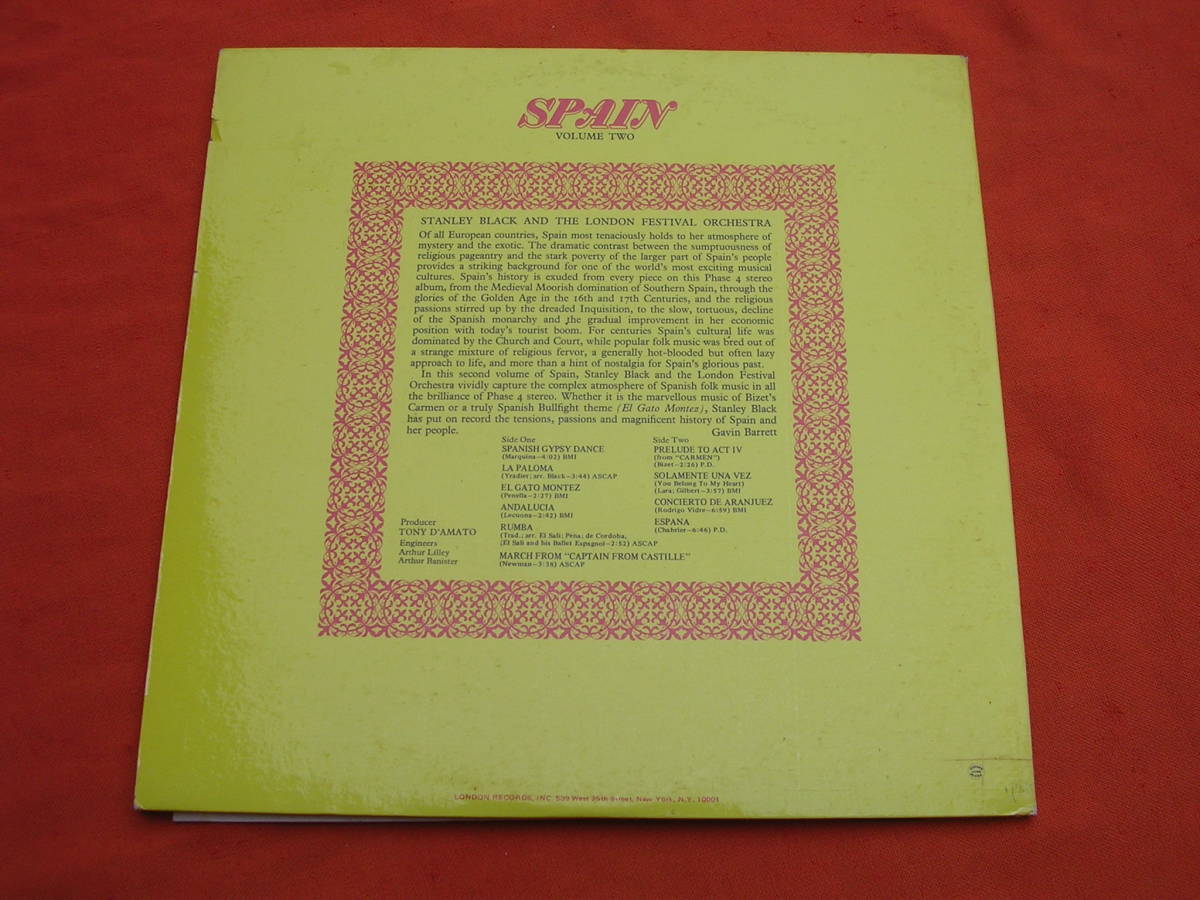 SPAIN
VOLUME TWO
STANLEY BLACK AND THE LONDON FESTIVAL ORCHESTRA
Of all European countries, Spain most tenaciously holds to her atmosphere of
mystery and the exotic. The dramatic contrast between the sumptuousness of
religious pageantry and the stark poverty of the larger part of Spain's people
provides a striking background for one of the world's most exciting musical
cultures. Spain's history is exuded from every piece on this Phase 4 stereo
album, from the Medieval Moorish domination of Southern Spain, through the
glories of the Golden Age in the 16th and 17th Centuries, and the religious
passions stirred up by the dreaded Inquisition, to the slow, tortuous, decline
of the Spanish monarchy and the gradual improvement in her economic
position with today's tourist boom. For centuries Spain's cultural life was
dominated by the Church and Court, while popular folk music was bred out of
a strange mixture of religious fervor, a generally hot-blooded but often lazy
approach to life, and more than a hint of nostalgia for Spain's glorious past.
In this second volume of Spain, Stanley Black and the London Festival
Orchestra vividly capture the complex atmosphere of Spanish folk music in all
the brilliance of Phase 4 stereo. Whether it is the marvellous music of Bizet's
Carmen or a truly Spanish Bullfight theme (El Gato Montez), Stanley Black
has put on record the tensions, passions and magnificent history of Spain and
her people.
Gavin Barrett
Side One
SPANISH GYPSY DANCE
(Marquina—4:02) BMI
LA PALOMA
(Yradier; arr. Black—3:44) ASCAP
EL GATO MONTEZ
(Penella—2:27) BMI
ANDALUCIA
(Lecuona—2:42) BMI
RUMBA
(Trad.; arr. El Sali; Pena; de Cordoba,
(El Sali and his Ballet Espagnol—2:52) ASCAP
MARCH FROM "CAPTAIN FROM CASTILLE"
(Newman—3:38) ASCAP
Side Two
PRELUDE TO ACT IV
(from "CARMEN")
(Bizet—2:26) P.D.
SOLAMENTE UNA VEZ
(You Belong To My Heart)
(Lara; Gilbert—3:57) BMI
CONCIERTO DE ARANJUEZ
(Rodrigo Vidre—6:59) BMI
ESPANA
(Chabrier—6:46) P.D.
Producer
TONY D'AMATO
Engineers
Arthur Lilley
Arthur Banister
LONDON RECORDS, INC. 539 West 25th Street, New York, N.Y. 10001